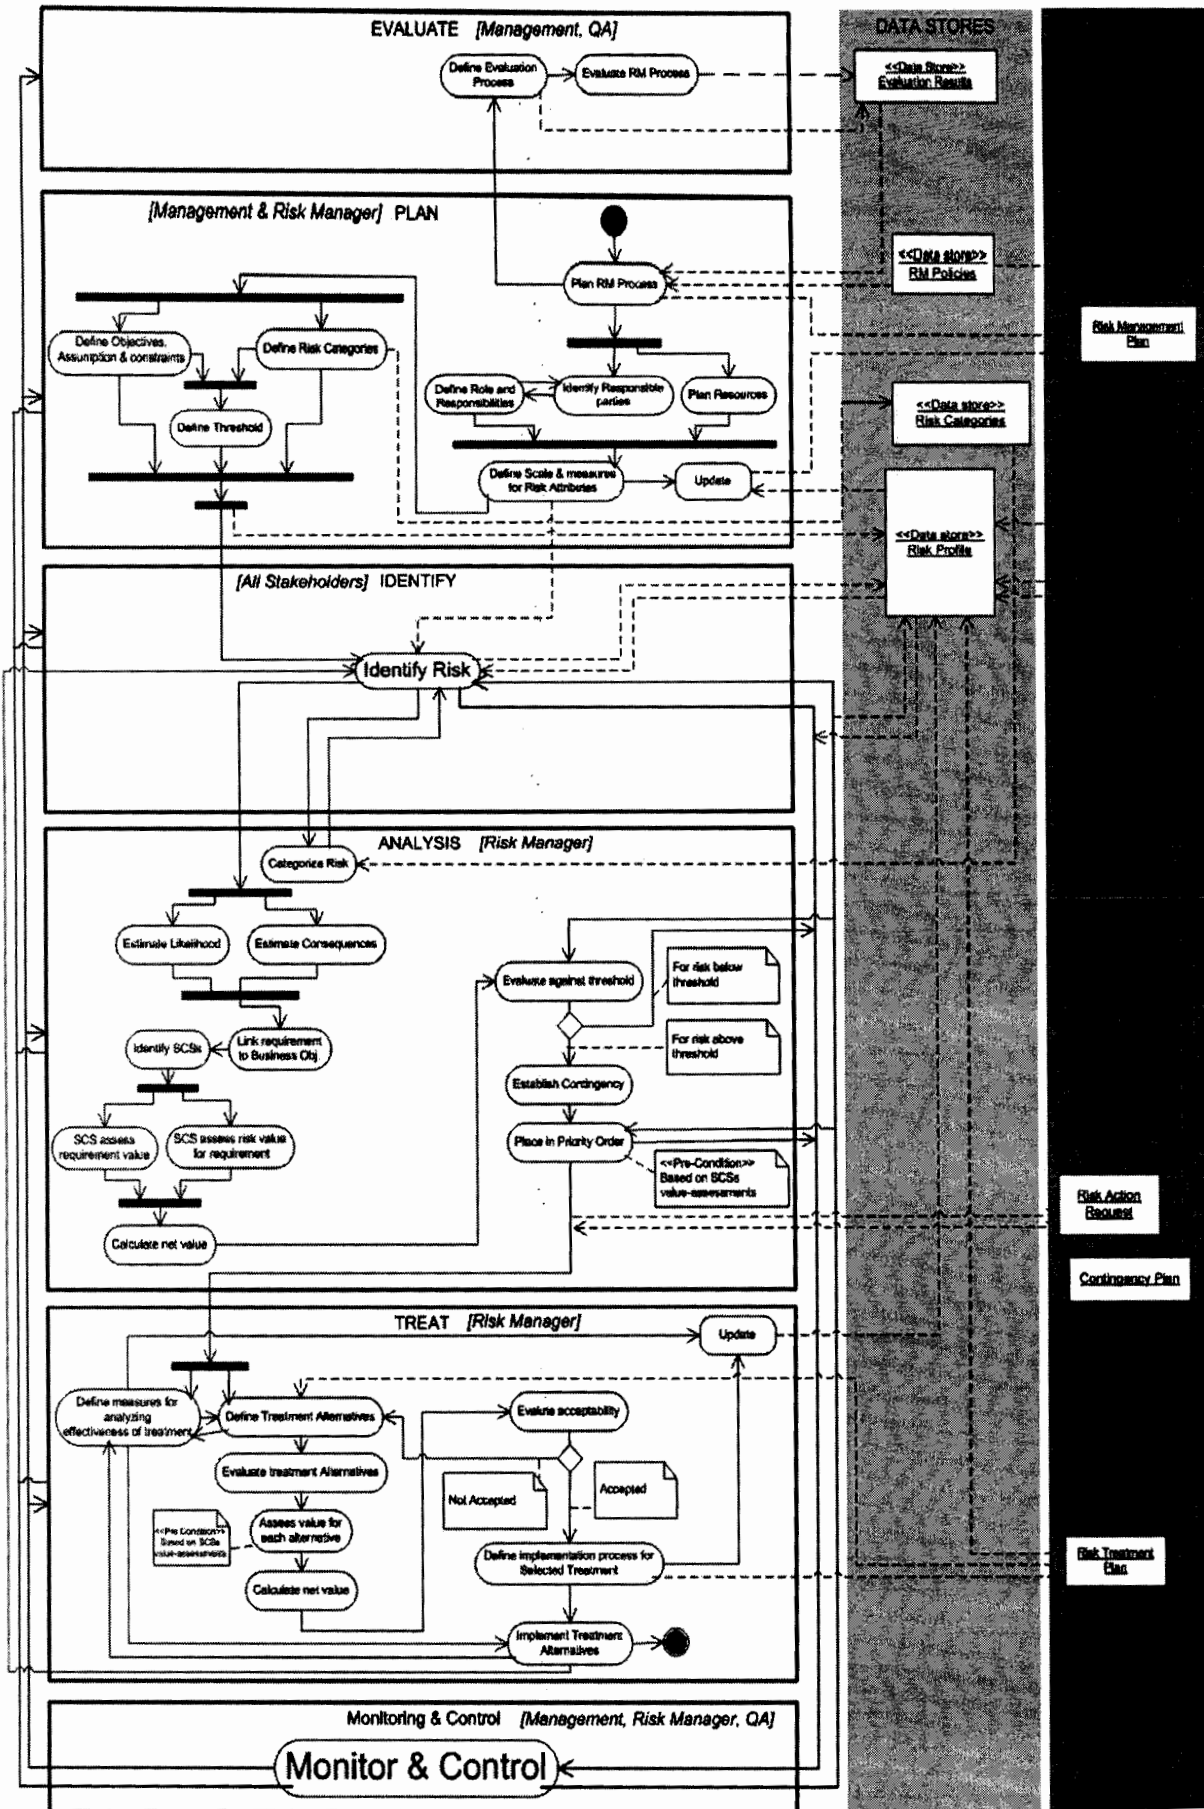 EVALUATE [Management, QA]
Define Evaluation
Process
Evaluate RM Process
DATA STORES
<<Data Store>>
Evaluation Results
[Management & Risk Manager] PLAN
Plan RM Process
<<Data store>>
RM Policies
Define Objectives,
Assumption & constraints
Define Risk Categories
Define Threshold
Define Role and
Responsibilities
Identify Responsible
parties
Plan Resources
Define Scale & measures
for Risk Attributes
Update
Risk Management
Plan
<<Data store>>
Risk Categories
<<Data store>>
Risk Profile
[All Stakeholders] IDENTIFY
Identify Risk
ANALYSIS [Risk Manager]
Categorize Risk
Estimate Likelihood
Estimate Consequences
Identify SCSs
Link requirement
to Business Obj.
SCS assess
requirement value
SCS assess risk value
for requirement
Calculate net value
Evaluate against threshold
For risk below
threshold
For risk above
threshold
Establish Contingency
Place in Priority Order
<<Pre-Condition>>
Based on SCSs
value-assessments
Risk Action
Request
Contingency Plan
TREAT [Risk Manager]
Update
Define measures for
analyzing
effectiveness of treatment
Define Treatment Alternatives
Evaluate treatment Alternatives
<<Pre Condition>>
Based on SCSs
value-assessments
Assess value for
each alternative
Calculate net value
Evalute acceptability
Not Accepted
Accepted
Define implementation process for
Selected Treatment
Implement Treatment
Alternatives
Risk Treatment
Plan
Monitoring & Control [Management, Risk Manager, QA]
Monitor & Control